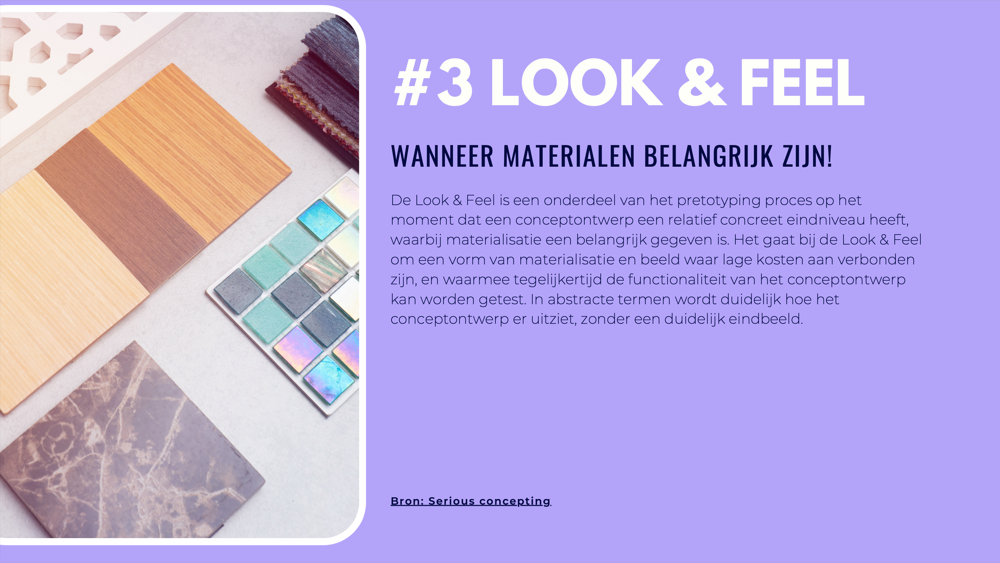 #3 LOOK & FEEL
WANNEER MATERIALEN BELANGRIJK ZIJN!
De Look & Feel is een onderdeel van het pretotyping proces op het
moment dat een conceptontwerp een relatief concreet eindniveau heeft,
waarbij materialisatie een belangrijk gegeven is. Het gaat bij de Look & Feel
om een vorm van materialisatie en beeld waar lage kosten aan verbonden
zijn, en waarmee tegelijkertijd de functionaliteit van het conceptontwerp
kan worden getest. In abstracte termen wordt duidelijk hoe het
conceptontwerp er uitziet, zonder een duidelijk eindbeeld.
Bron: Serious concepting